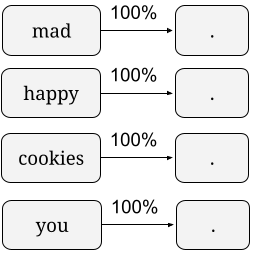 mad 100% .
happy 100% .
cookies 100% .
you 100% .